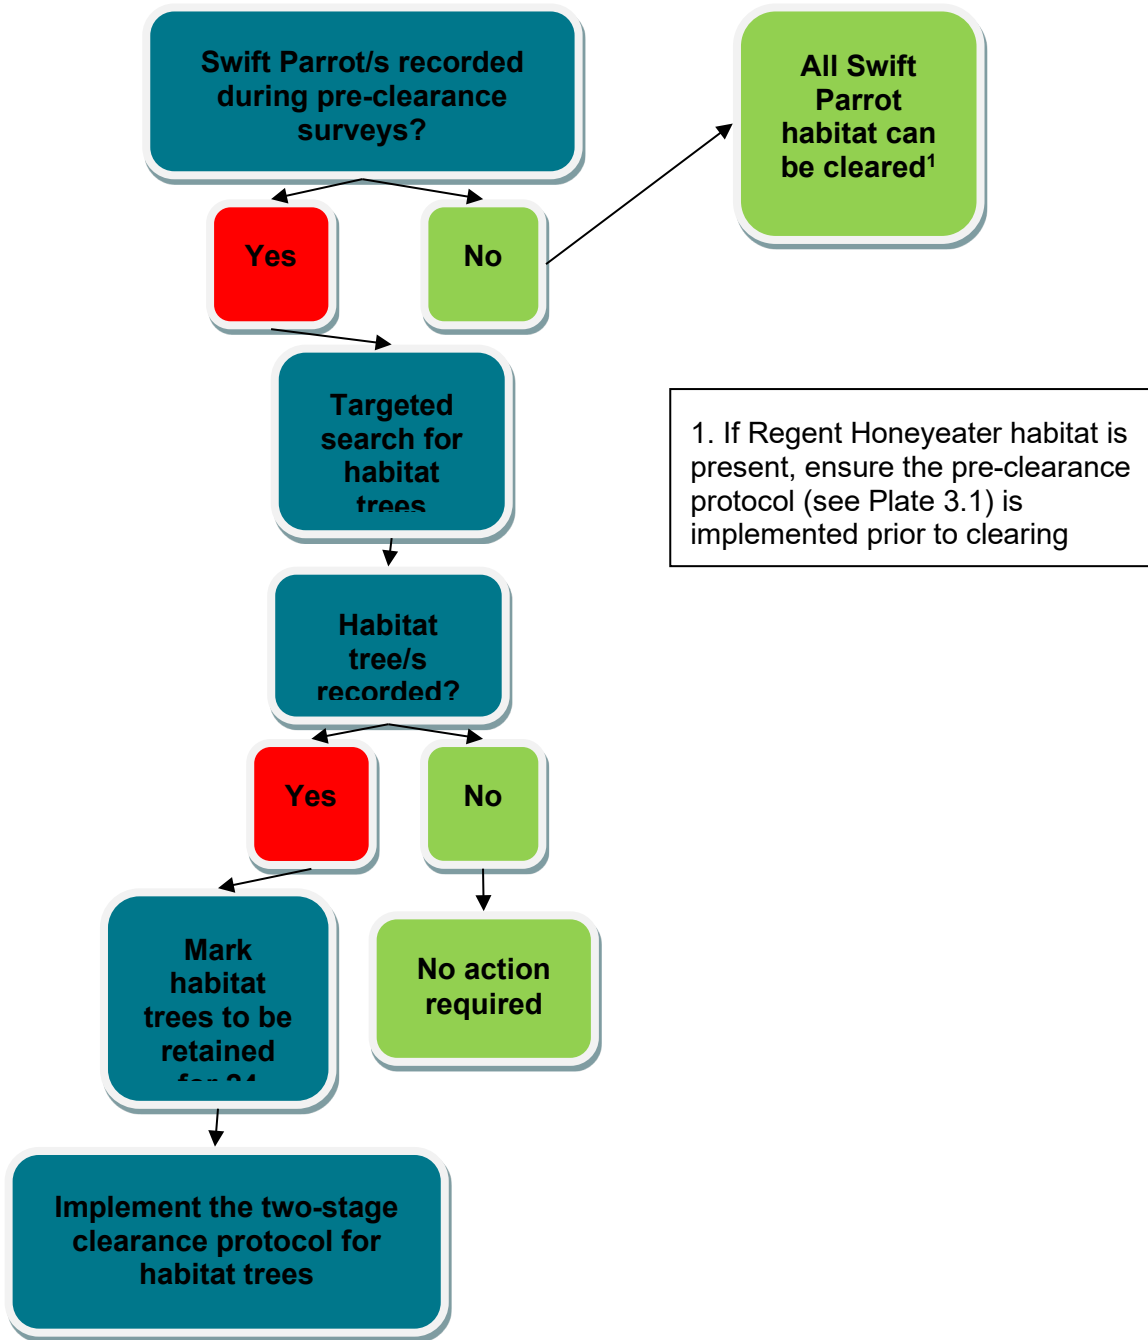 Swift Parrot/s recorded
during pre-clearance
surveys?
All Swift
Parrot
habitat can
be cleared¹
Yes
No
Targeted
search for
habitat
trees
1. If Regent Honeyeater habitat is
present, ensure the pre-clearance
protocol (see Plate 3.1) is
implemented prior to clearing
Habitat
tree/s
recorded?
Yes
No
Mark
habitat
trees to be
retained
for 24
No action
required
Implement the two-stage
clearance protocol for
habitat trees